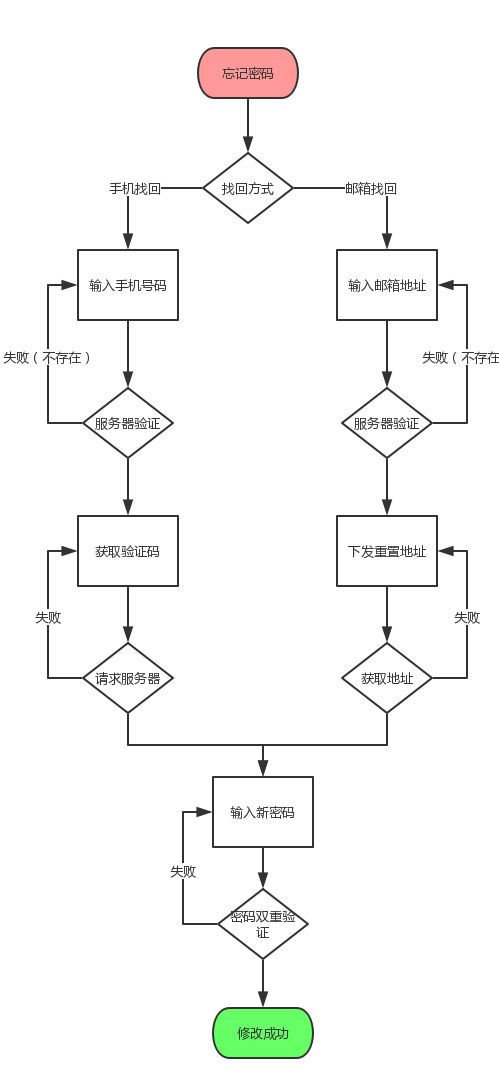 忘记密码
找回方式
手机找回
邮箱找回
输入手机号码
输入邮箱地址
失败（不存在）
失败（不存在
服务器验证
服务器验证
获取验证码
下发重置地址
失败
失败
请求服务器
获取地址
输入新密码
失败
密码双重验
证
修改成功